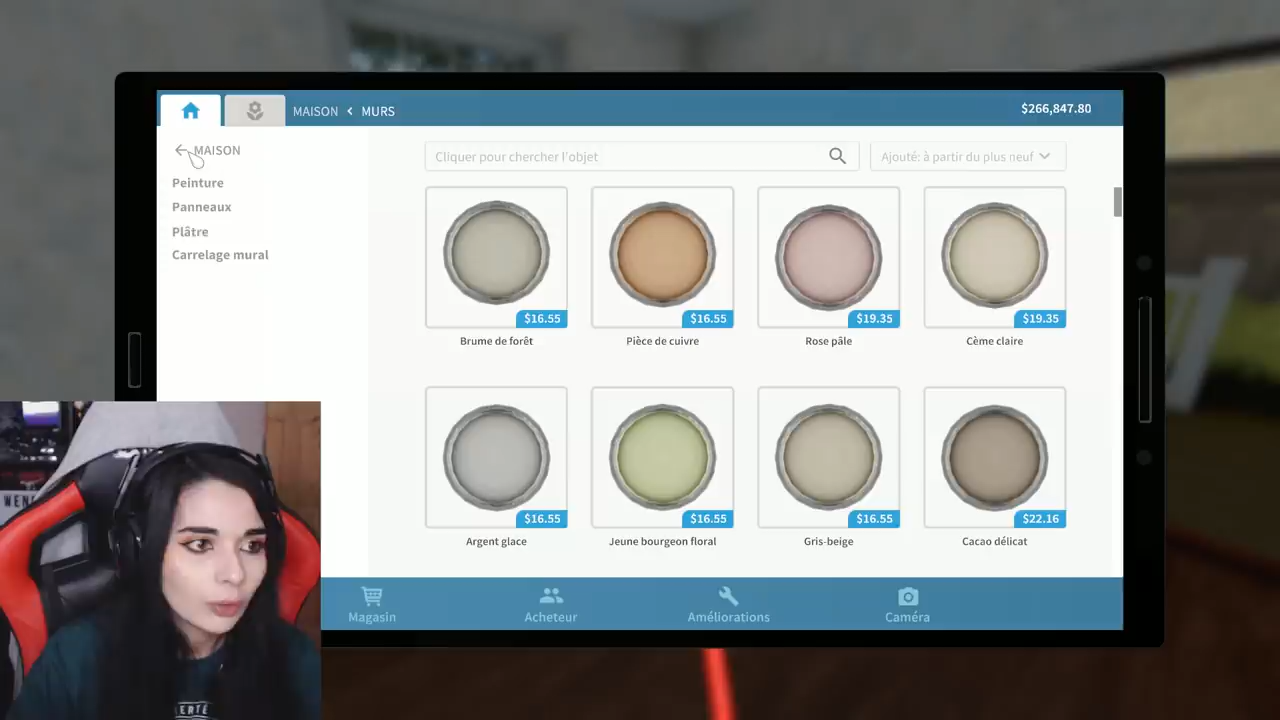 MAISON < MURS
$266,847.80
MAISON
Cliquer pour chercher l'objet
Ajouté: à partir du plus neuf
Peinture
Panneaux
Plâtre
Carrelage mural
$16.55
$16.55
$19.35
$19.35
Brume de forêt
Pièce de cuivre
Rose pâle
Cème claire
$16.55
$16.55
$16.55
$22.16
Argent glace
Jeune bourgeon floral
Gris-beige
Cacao délicat
Magasin
Acheteur
Améliorations
Caméra